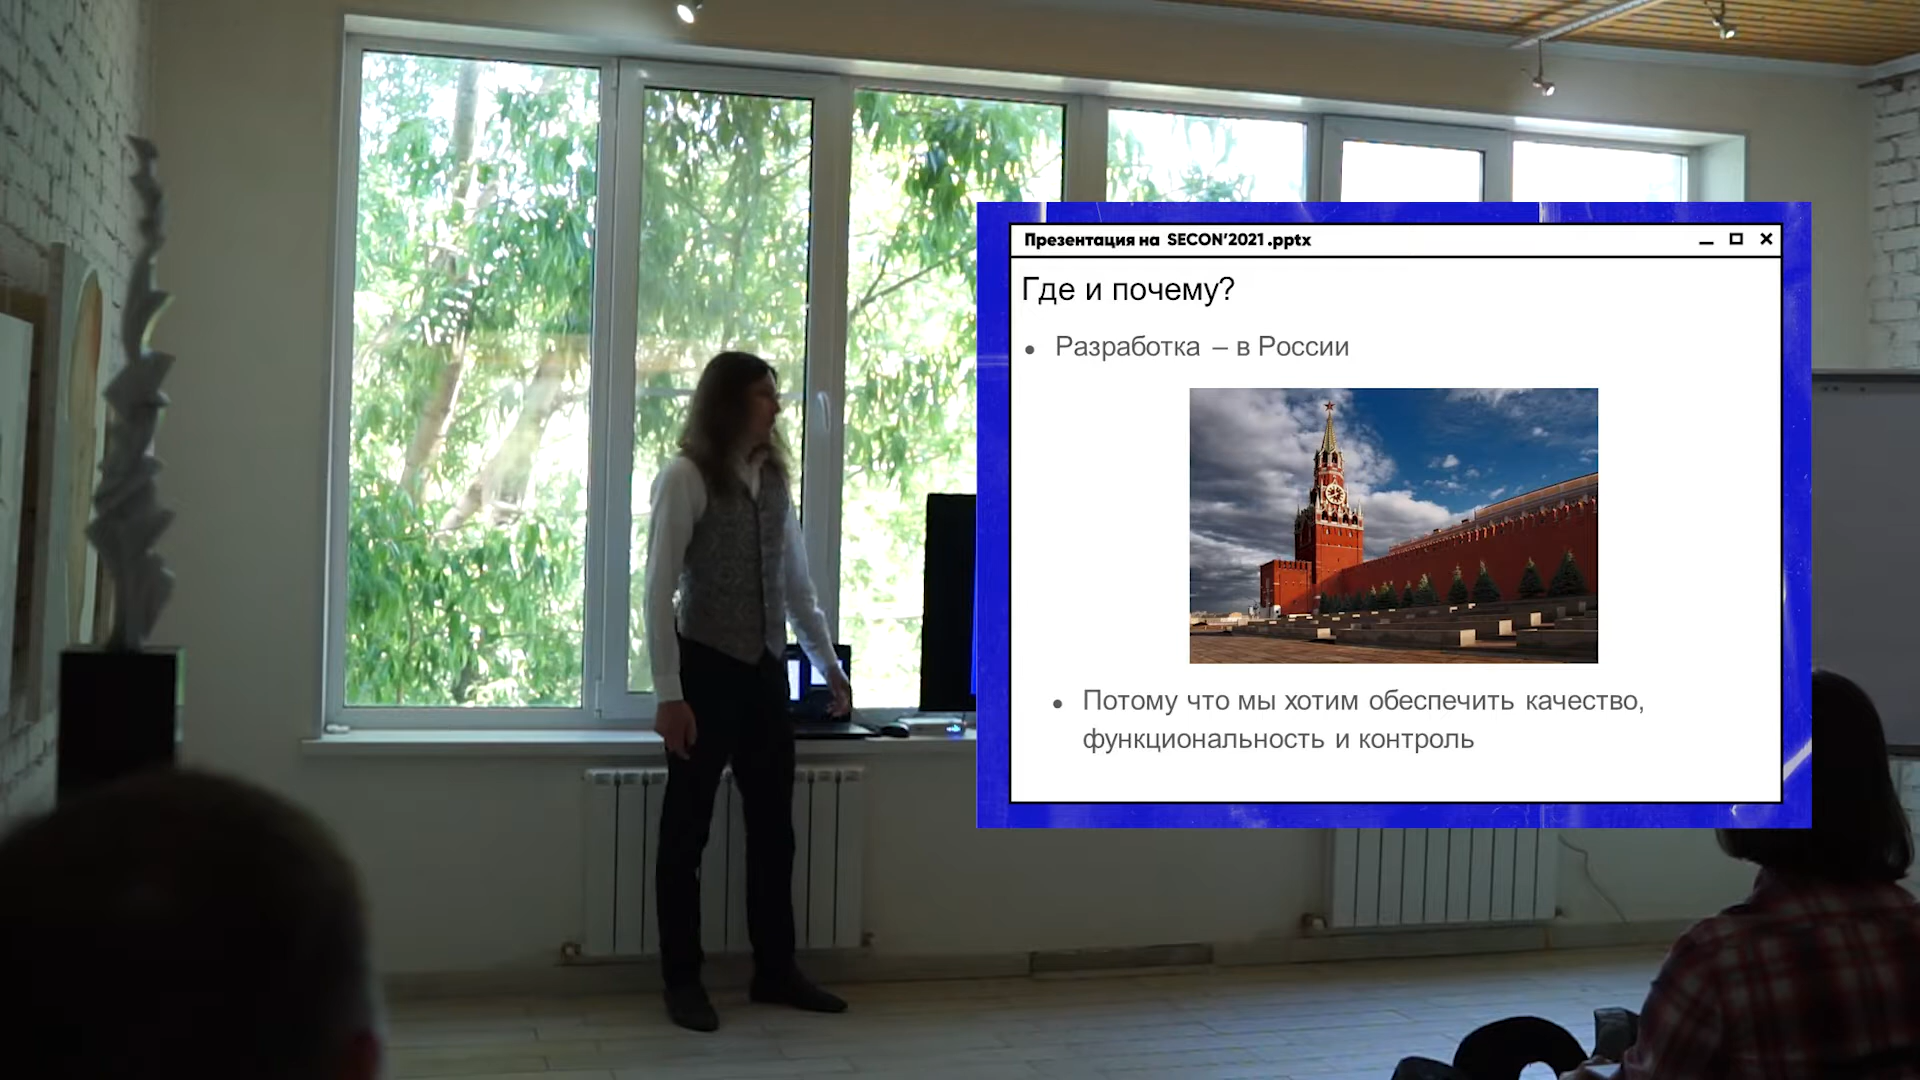 Презентация на SECON'2021.pptx
Где и почему?
• Разработка – в России
• Потому что мы хотим обеспечить качество,
функциональность и контроль